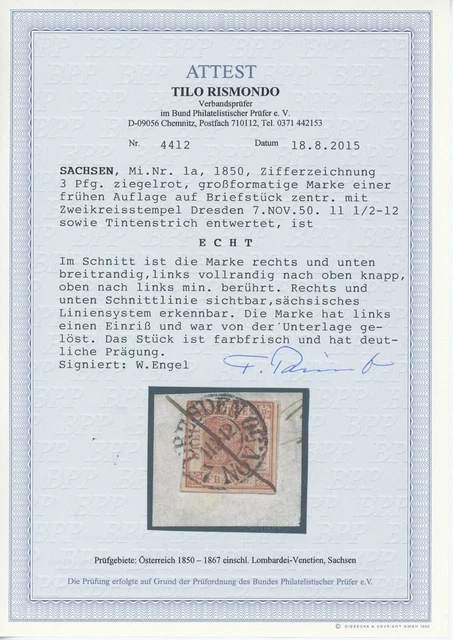 ATTEST
TILO RISMONDO
Verbandsprüfer
im Bund Philatelistischer Prüfer e. V.
D-09056 Chemnitz, Postfach 710112, Tel. 0371 442153
Nr. 4412 Datum 18.8.2015
SACHSEN, Mi.Nr. 1a, 1850, Zifferzeichnung
3 Pfg. ziegelrot, großformatige Marke einer
frühen Auflage auf Briefstück zentr. mit
Zweikreisstempel Dresden 7.NOV.50. 11 1/2-12
sowie Tintenstrich entwertet, ist
E C H T
Im Schnitt ist die Marke rechts und unten
breitrandig,links vollrandig nach oben knapp,
oben nach links min. berührt. Rechts und
unten Schnittlinie sichtbar,sächsisches
Liniensystem erkennbar. Die Marke hat links
einen Einriß und war von der Unterlage ge-
löst. Das Stück ist farbfrisch und hat deut-
liche Prägung.
Signiert: W.Engel
DRESDEN
Prüfgebiete: Österreich 1850 – 1867 einschl. Lombardei-Venetien, Sachsen
Die Prüfung erfolgte auf Grund der Prüfordnung des Bundes Philatelistischer Prüfer e.V.